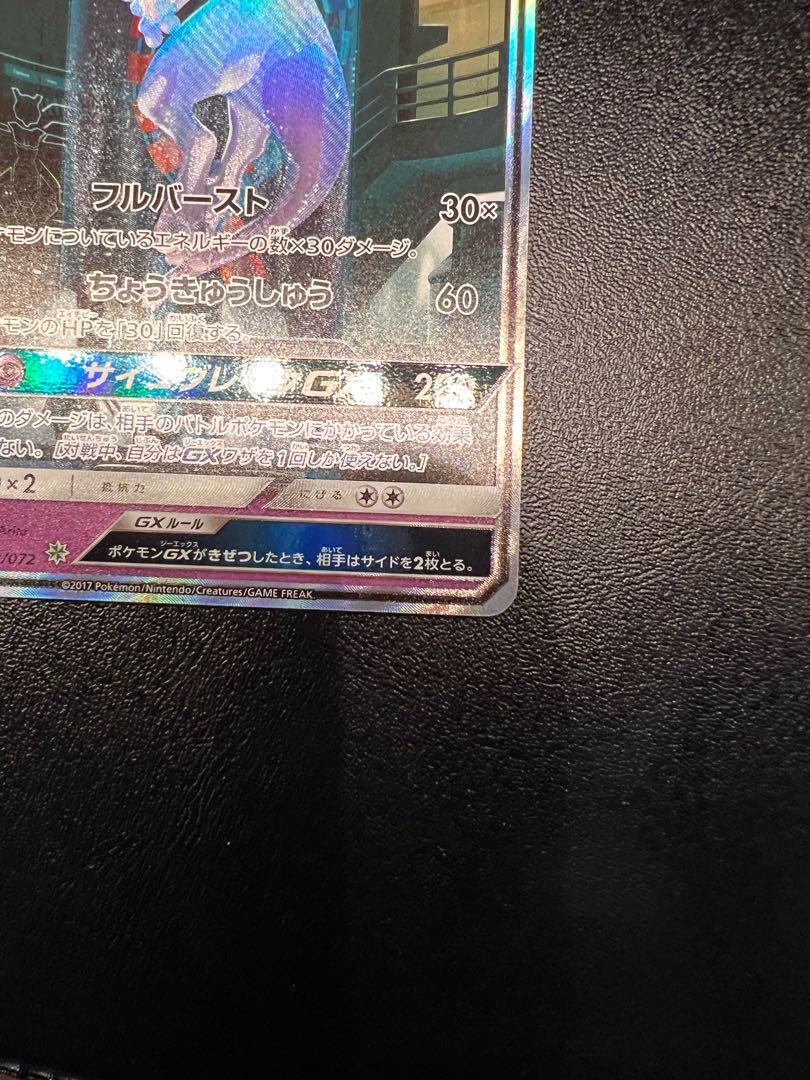 フルバースト 30×
モンについているエネルギーの数×30ダメージ。
ちょうきゅうしゅう 60
モンのHPを「30」回復する。
のダメージは、相手のバトルポケモンにかかっている効果
ない。[対戦中、自分はGXワザを1回しか使えない。]
×2 抵抗力 にげる
GXルール
ポケモンGXがきぜつしたとき、相手はサイドを2枚とる。
/072
©2017 Pokémon/Nintendo/Creatures/GAME FREAK.